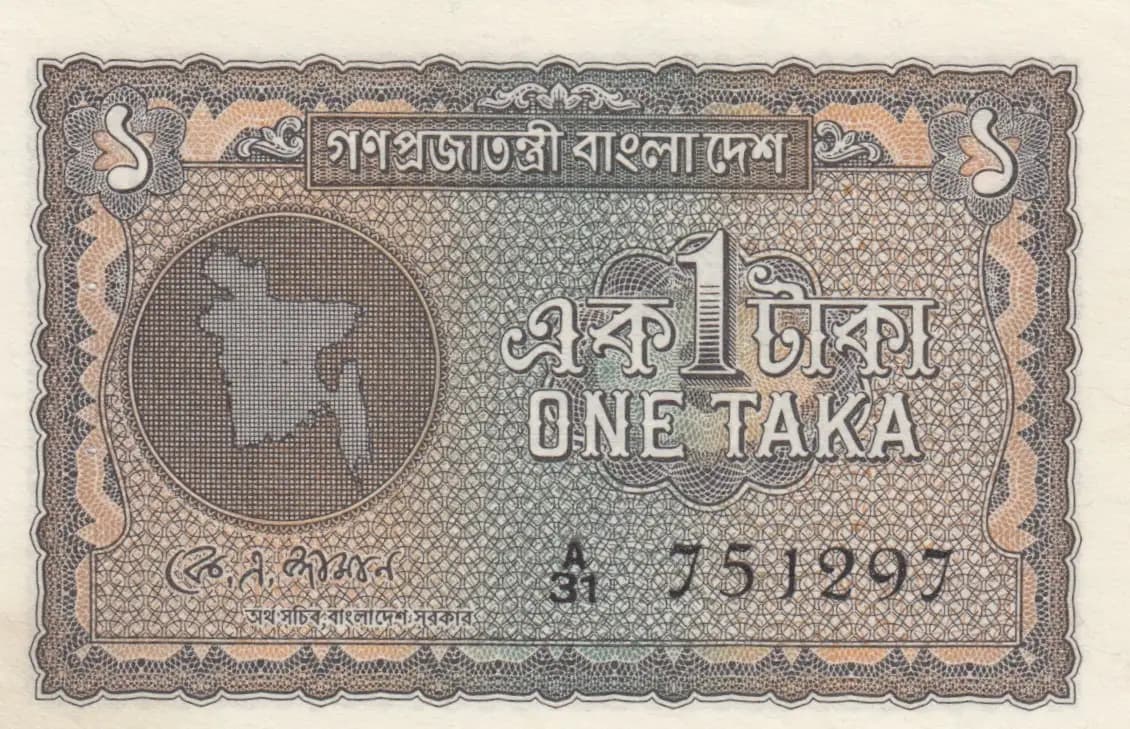 গণপ্রজাতন্ত্রী বাংলা দেশ
১ ১
এক 1 টাকা
ONE TAKA
কে, এ, জামান
A
31 751297
অর্থ সচিব, বাংলাদেশ সরকার